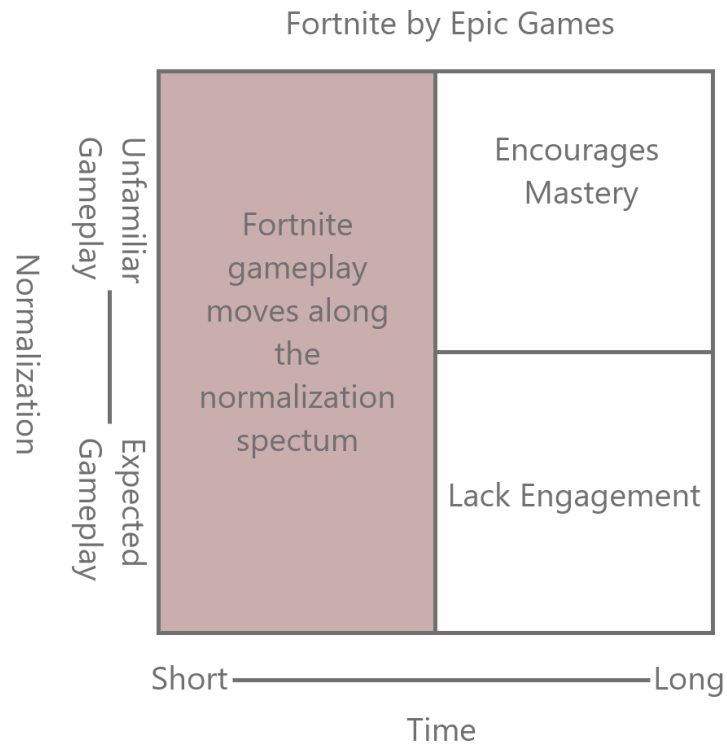 Fortnite by Epic Games
Normalization
Unfamiliar
Gameplay
Expected
Gameplay
Fortnite
gameplay
moves along
the
normalization
spectum
Encourages
Mastery
Lack Engagement
Short
Long
Time